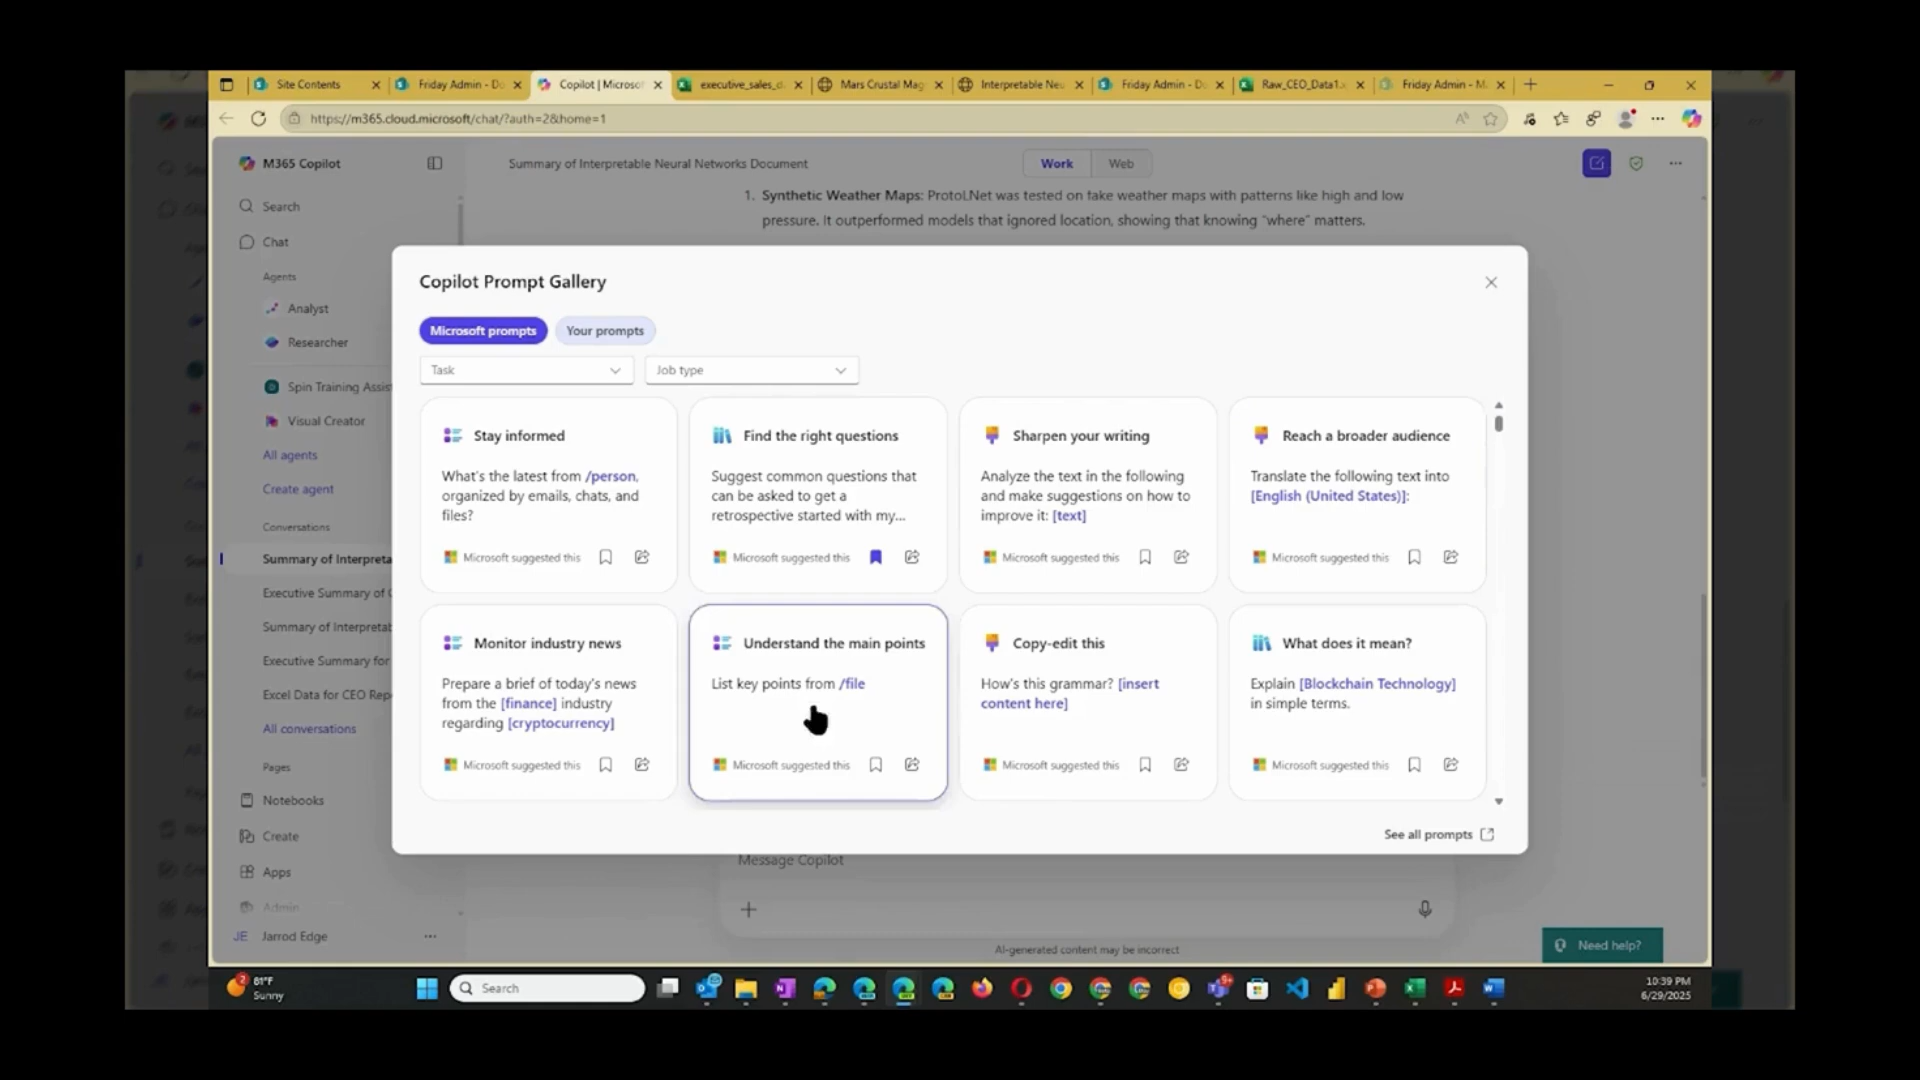 Site Contents
Friday Admin - Do
Copilot | Microsof
executive_sales_d
Mars Crustal Mag
Interpretable Neu
Friday Admin - Do
Raw_CEO_Data1.x
Friday Admin - M
https://m365.cloud.microsoft/chat/?auth=2&home=1
M365 Copilot
Summary of Interpretable Neural Networks Document
Work
Web
Search
Chat
Agents
Analyst
Researcher
Spin Training Assis
Visual Creator
All agents
Create agent
Conversations
Summary of Interpreta
Executive Summary of
Summary of Interpretab
Executive Summary for
Excel Data for CEO Rep
All conversations
Pages
Notebooks
Create
Apps
Admin
JE Jarrod Edge
1. Synthetic Weather Maps: ProtoLNet was tested on fake weather maps with patterns like high and low
pressure. It outperformed models that ignored location, showing that knowing "where" matters.
Copilot Prompt Gallery
Microsoft prompts
Your prompts
Task
Job type
Stay informed
What's the latest from /person,
organized by emails, chats, and
files?
Microsoft suggested this
Find the right questions
Suggest common questions that
can be asked to get a
retrospective started with my...
Microsoft suggested this
Sharpen your writing
Analyze the text in the following
and make suggestions on how to
improve it: [text]
Microsoft suggested this
Reach a broader audience
Translate the following text into
[English (United States)]:
Microsoft suggested this
Monitor industry news
Prepare a brief of today's news
from the [finance] industry
regarding [cryptocurrency]
Microsoft suggested this
Understand the main points
List key points from /file
Microsoft suggested this
Copy-edit this
How's this grammar? [insert
content here]
Microsoft suggested this
What does it mean?
Explain [Blockchain Technology]
in simple terms.
Microsoft suggested this
See all prompts
Message Copilot
AI-generated content may be incorrect
Need help?
2
81°F
Sunny
Search
10:39 PM
6/29/2025